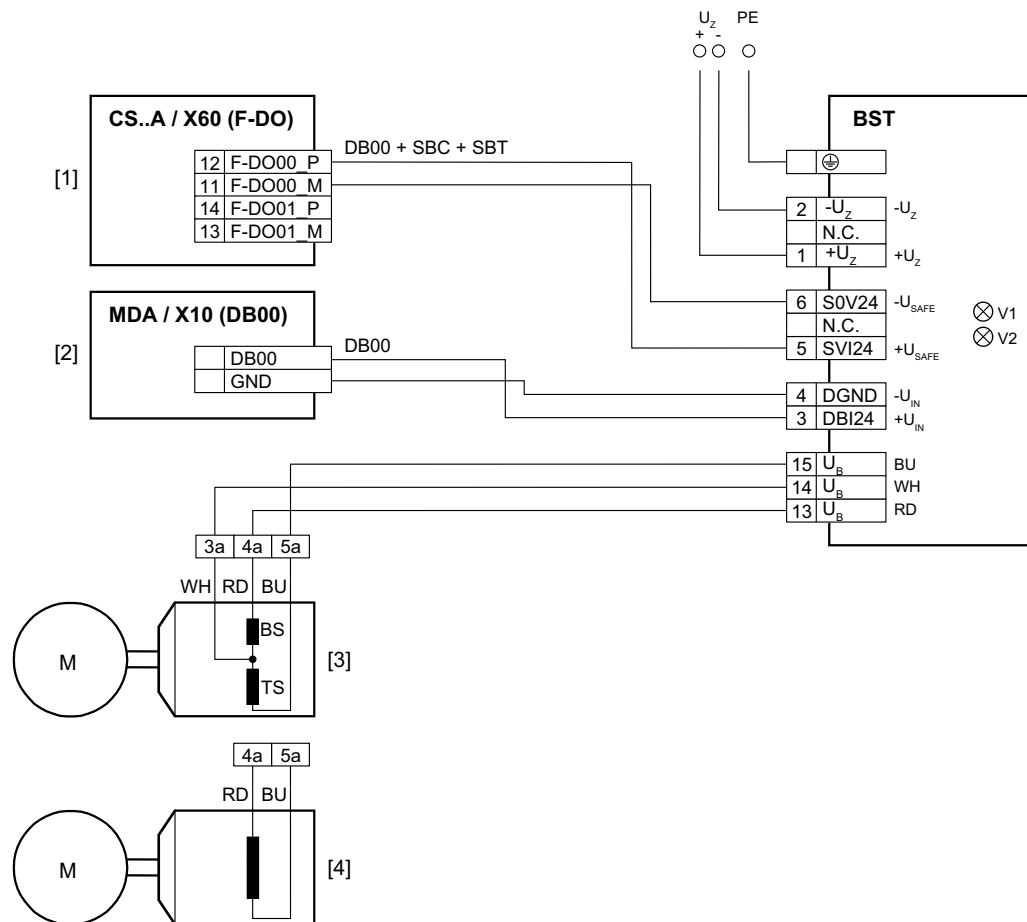 U_Z PE
+ -
CS..A / X60 (F-DO)
BST
DB00 + SBC + SBT
[1]
12 F-DO00_P
11 F-DO00_M
14 F-DO01_P
13 F-DO01_M
2 -U_Z -U_Z
N.C.
1 +U_Z +U_Z
MDA / X10 (DB00)
[2]
DB00
DB00
GND
6 S0V24 -U_SAFE
N.C.
5 SVI24 +U_SAFE
V1
V2
4 DGND -U_IN
3 DBI24 +U_IN
15 U_B BU
14 U_B WH
13 U_B RD
3a 4a 5a
WH RD BU
M
BS
TS
[3]
4a 5a
RD BU
M
[4]